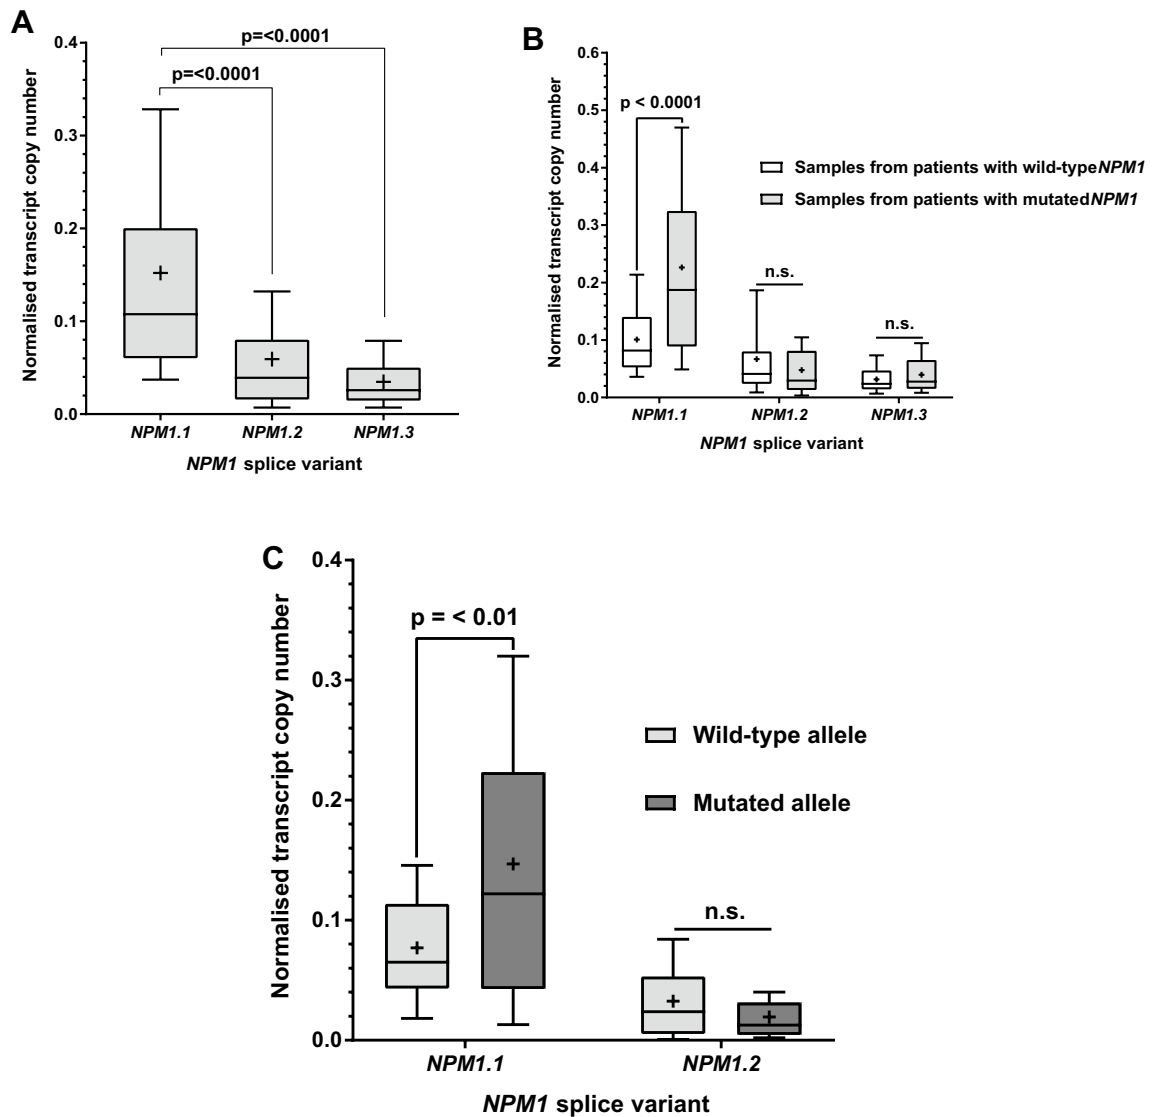 A
p=<0.0001
p=<0.0001
Normalised transcript copy number
0.4
0.3
0.2
0.1
0.0
NPM1.1
NPM1.2
NPM1.3
NPM1 splice variant
B
p < 0.0001
n.s.
n.s.
Normalised transcript copy number
0.6
0.5
0.4
0.3
0.2
0.1
0.0
NPM1.1
NPM1.2
NPM1.3
NPM1 splice variant
Samples from patients with wild-typeNPM1
Samples from patients with mutatedNPM1
C
p = < 0.01
n.s.
Normalised transcript copy number
0.4
0.3
0.2
0.1
0.0
NPM1.1
NPM1.2
NPM1 splice variant
Wild-type allele
Mutated allele